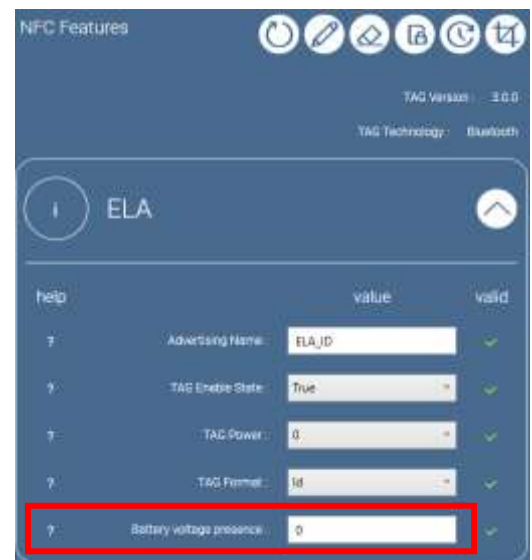 NFC Features
TAG Version : 3.0.0
TAG Technology : Bluetooth
i ELA
help value valid
? Advertising Name : ELA_ID
? TAG Enable State : True
? TAG Power : 0
? TAG Format : Id
? Battery voltage presence : 0